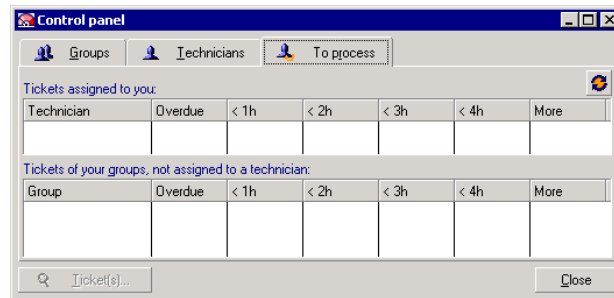 Control panel
Groups Technicians To process
Tickets assigned to you:
Technician Overdue < 1h < 2h < 3h < 4h More
Tickets of your groups, not assigned to a technician:
Group Overdue < 1h < 2h < 3h < 4h More
Ticket(s)... Close